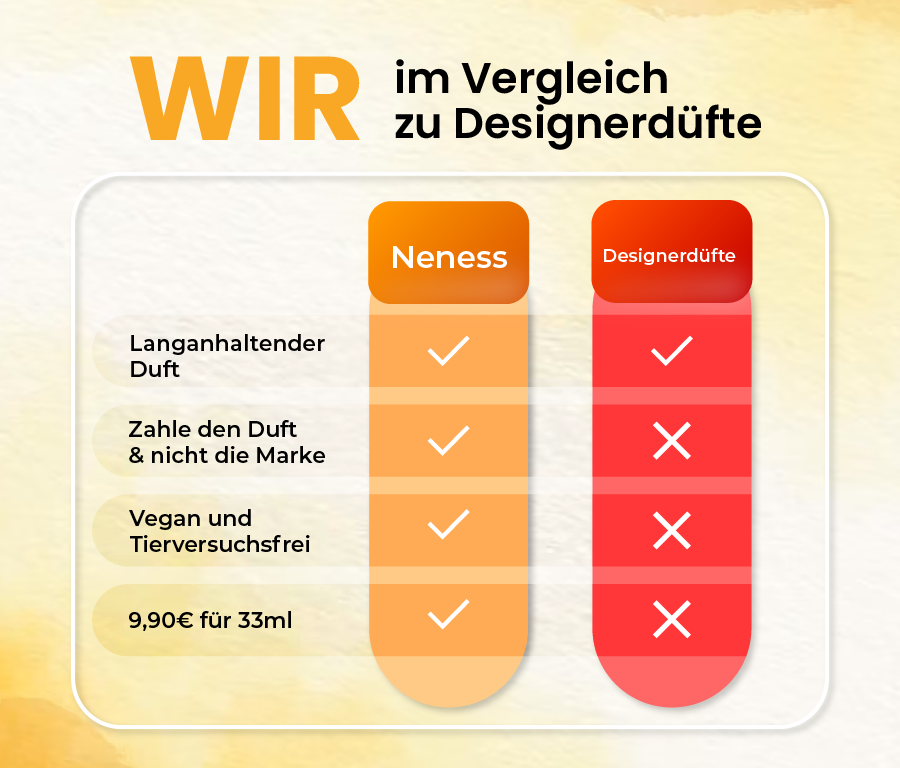 WIR
im Vergleich
zu Designerdüfte
Neness
Designerdüfte
Langanhaltender
Duft
Zahle den Duft
& nicht die Marke
Vegan und
Tierversuchsfrei
9,90€ für 33ml